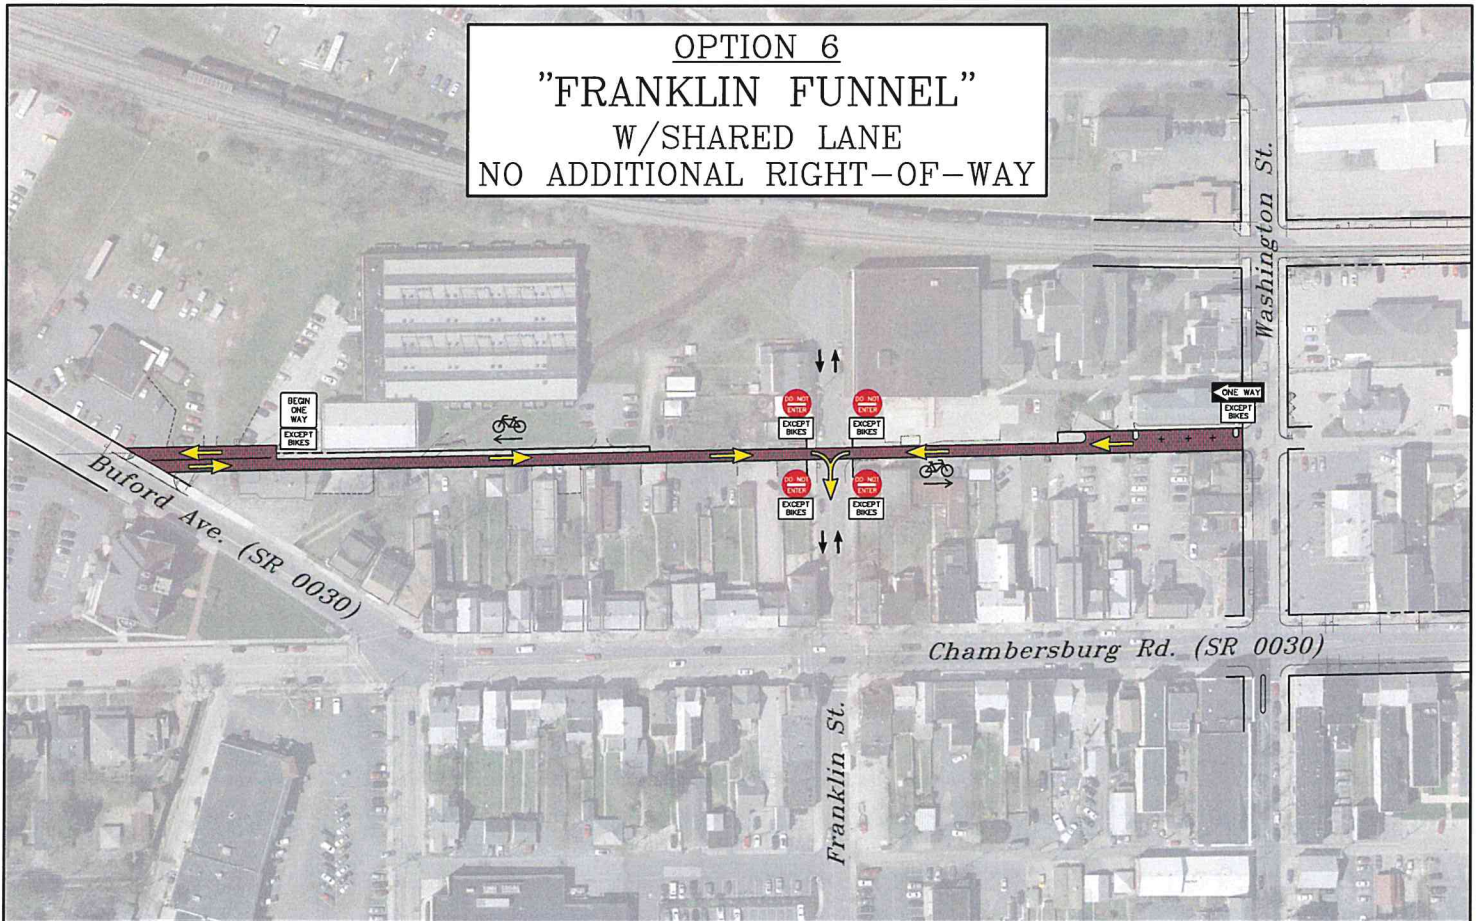 OPTION 6
"FRANKLIN FUNNEL"
W/SHARED LANE
NO ADDITIONAL RIGHT-OF-WAY
Washington St.
BEGIN
ONE
WAY
EXCEPT
BIKES
DO NOT
ENTER
EXCEPT
BIKES
DO NOT
ENTER
EXCEPT
BIKES
ONE WAY
EXCEPT
BIKES
DO NOT
ENTER
EXCEPT
BIKES
DO NOT
ENTER
EXCEPT
BIKES
Buford Ave. (SR 0030)
Chambersburg Rd. (SR 0030)
Franklin St.